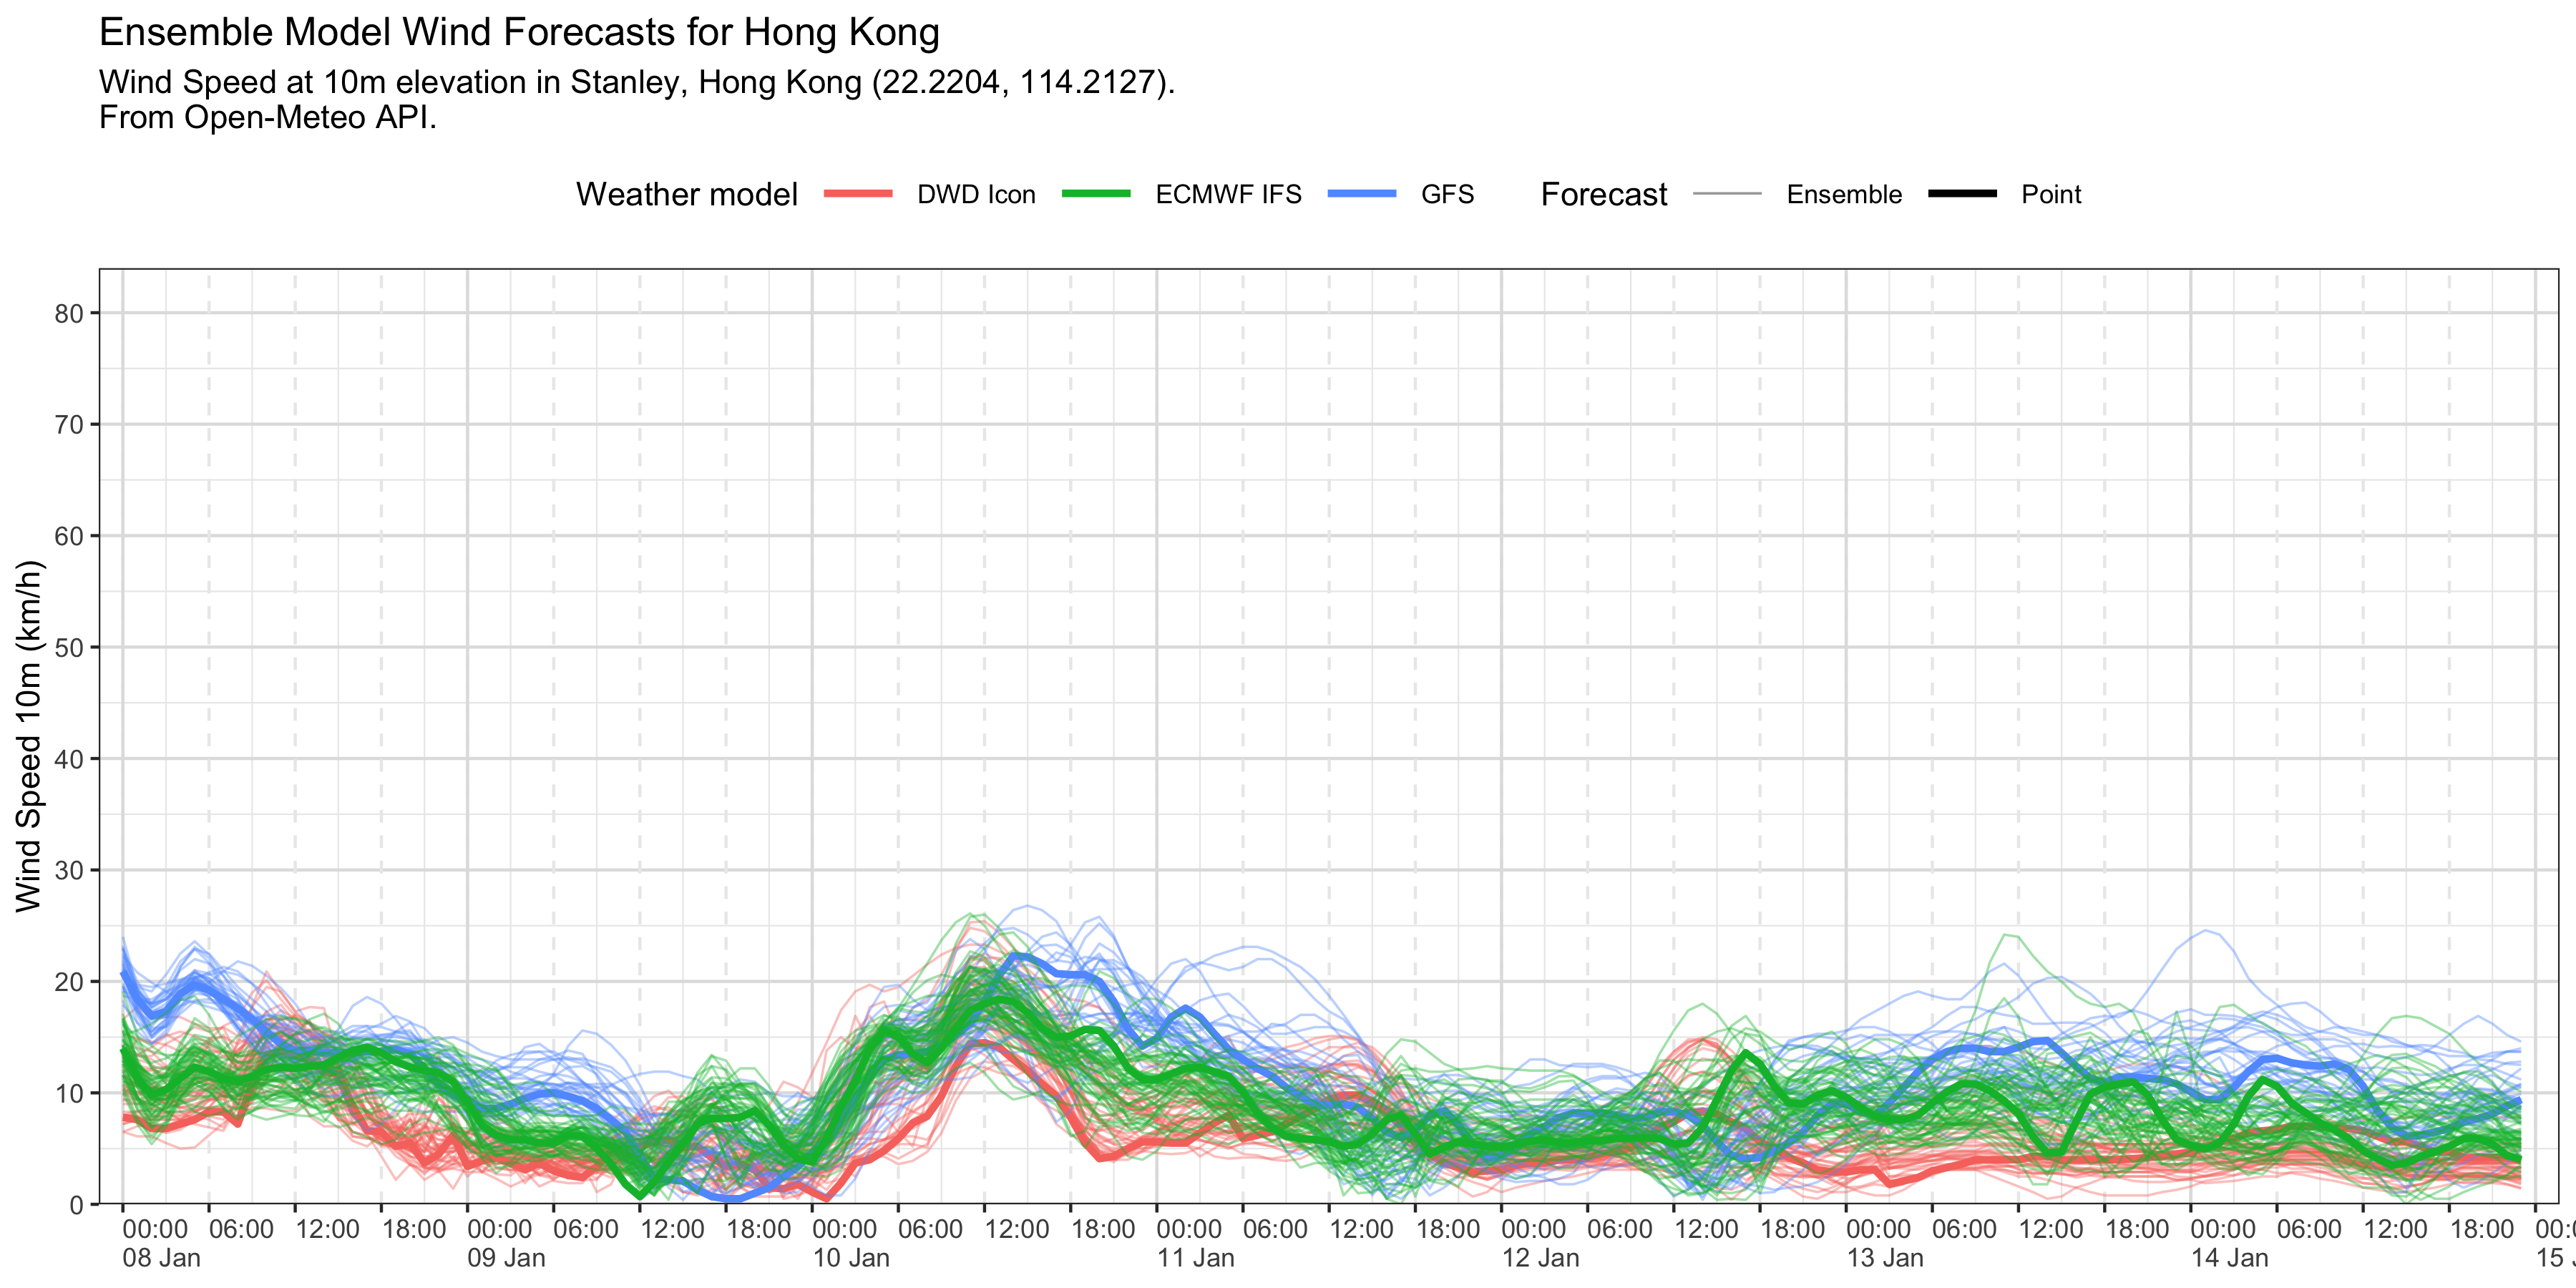 Ensemble Model Wind Forecasts for Hong Kong
Wind Speed at 10m elevation in Stanley, Hong Kong (22.2204, 114.2127).
From Open-Meteo API.
Weather model DWD Icon ECMWF IFS GFS Forecast Ensemble Point
Wind Speed 10m (km/h)
80
70
60
50
40
30
20
10
0
00:00 06:00 12:00 18:00 00:00 06:00 12:00 18:00 00:00 06:00 12:00 18:00 00:00 06:00 12:00 18:00 00:00 06:00 12:00 18:00 00:00 06:00 12:00 18:00 00:00 06:00 12:00 18:00
08 Jan 09 Jan 10 Jan 11 Jan 12 Jan 13 Jan 14 Jan 15